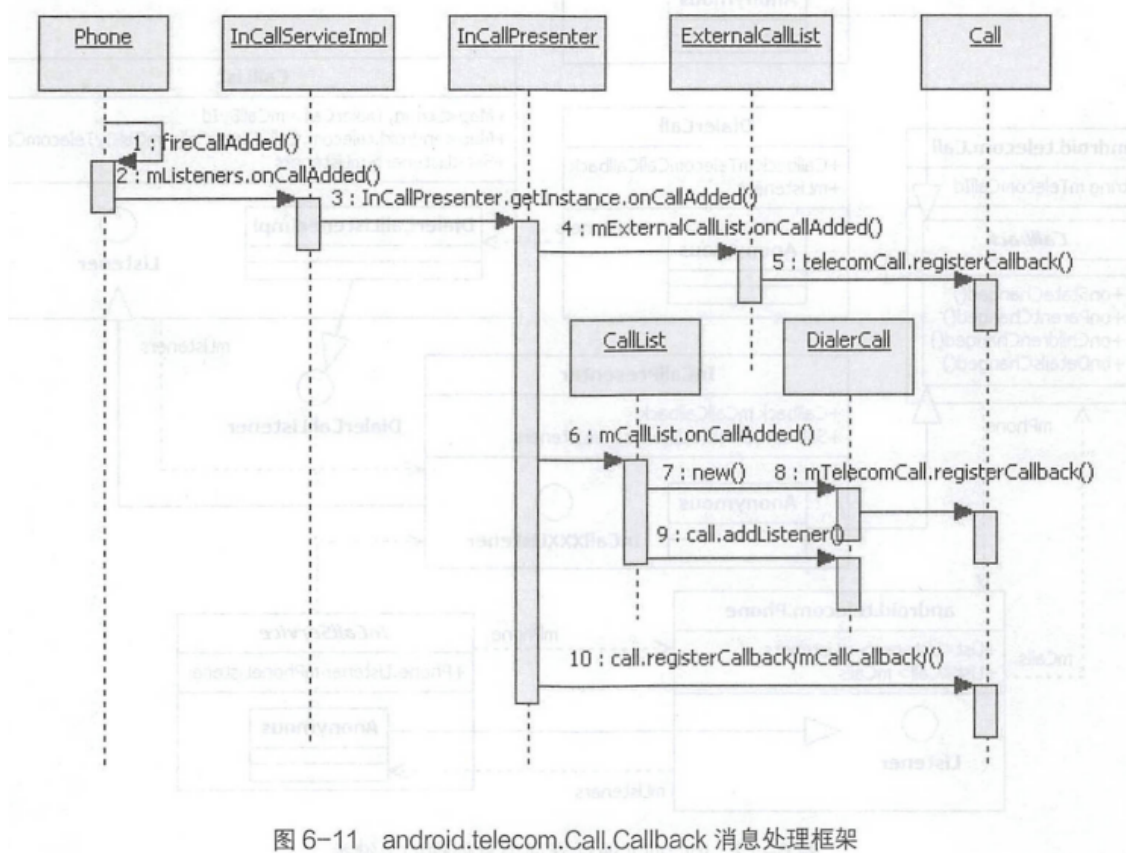 Phone
InCallServiceImpl
InCallPresenter
ExternalCallList
Call
1 : fireCallAdded()
2 : mListeners.onCallAdded()
3 : InCallPresenter.getInstance.onCallAdded()
4 : mExternalCallList.onCallAdded()
5 : telecomCall.registerCallback()
CallList
DialerCall
6 : mCallList.onCallAdded()
7 : new()
8 : mTelecomCall.registerCallback()
9 : call.addListener()
10 : call.registerCallback/mCallCallback/()
图 6-11 android.telecom.Call.Callback 消息处理框架